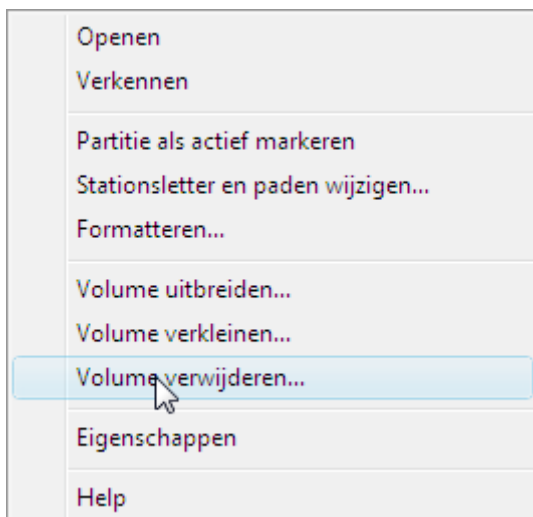 Openen
Verkennen
Partitie als actief markeren
Stationsletter en paden wijzigen...
Formatteren...
Volume uitbreiden...
Volume verkleinen...
Volume verwijderen...
Eigenschappen
Help